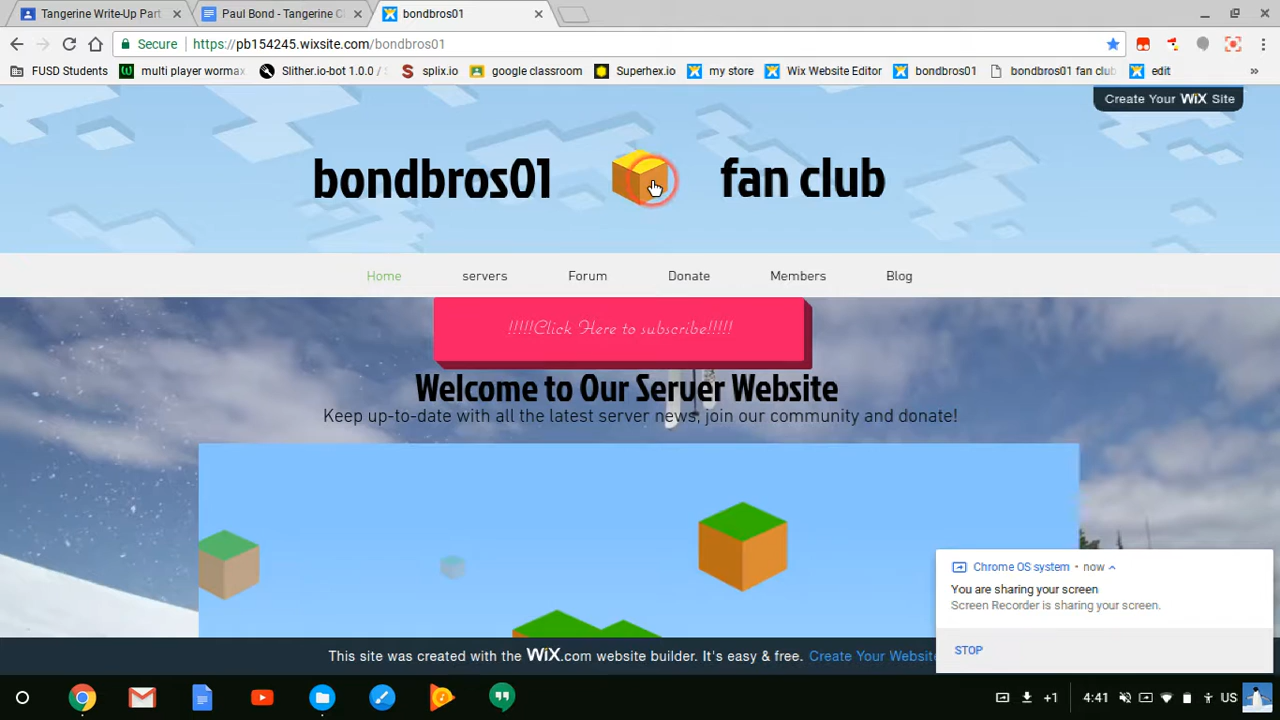 Tangerine Write-Up Part
Paul Bond - Tangerine C
bondbros01
Secure
https://pb154245.wixsite.com/bondbros01
FUSD Students
multi player wormax
Slither.io-bot 1.0.0 /
splix.io
google classroom
Superhex.io
my store
Wix Website Editor
bondbros01
bondbros01 fan club
edit
»
Create Your WiX Site
bondbros01
fan club
Home
servers
Forum
Donate
Members
Blog
!!!!!Click Here to subscribe!!!!!
Welcome to Our Server Website
Keep up-to-date with all the latest server news, join our community and donate!
Chrome OS system • now
You are sharing your screen
Screen Recorder is sharing your screen.
STOP
This site was created with the WiX.com website builder. It's easy & free. Create Your Website
+1
4:41
US